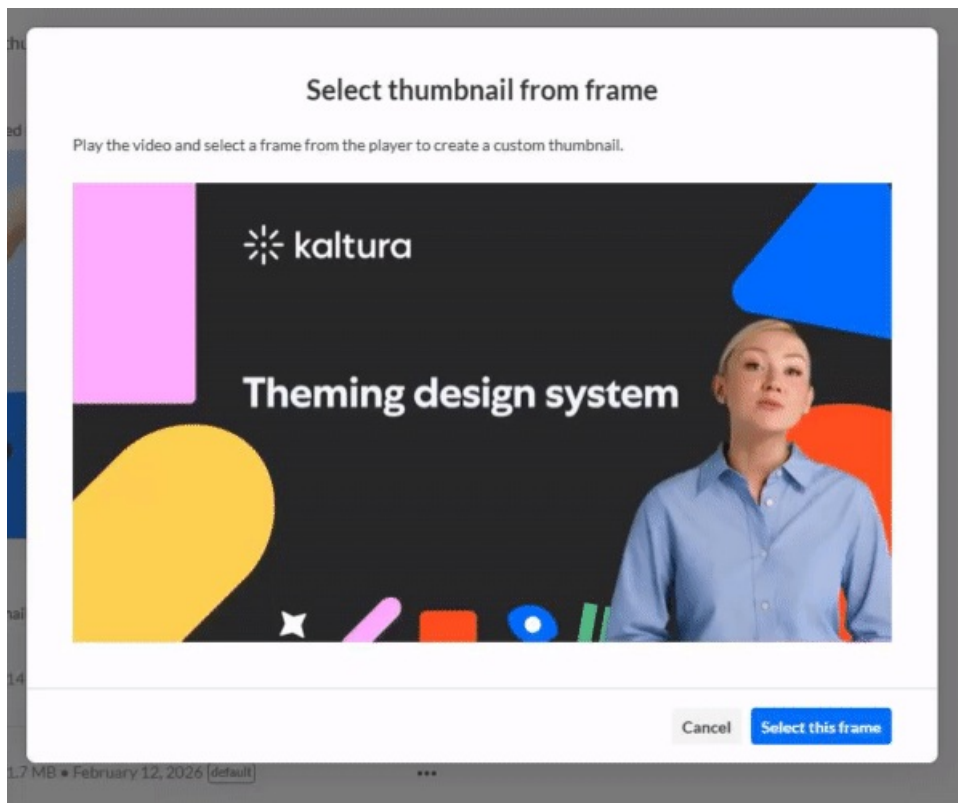 Select thumbnail from frame
Play the video and select a frame from the player to create a custom thumbnail.
kaltura
Theming design system
Cancel
Select this frame
1.7 MB • February 12, 2026 default
•••